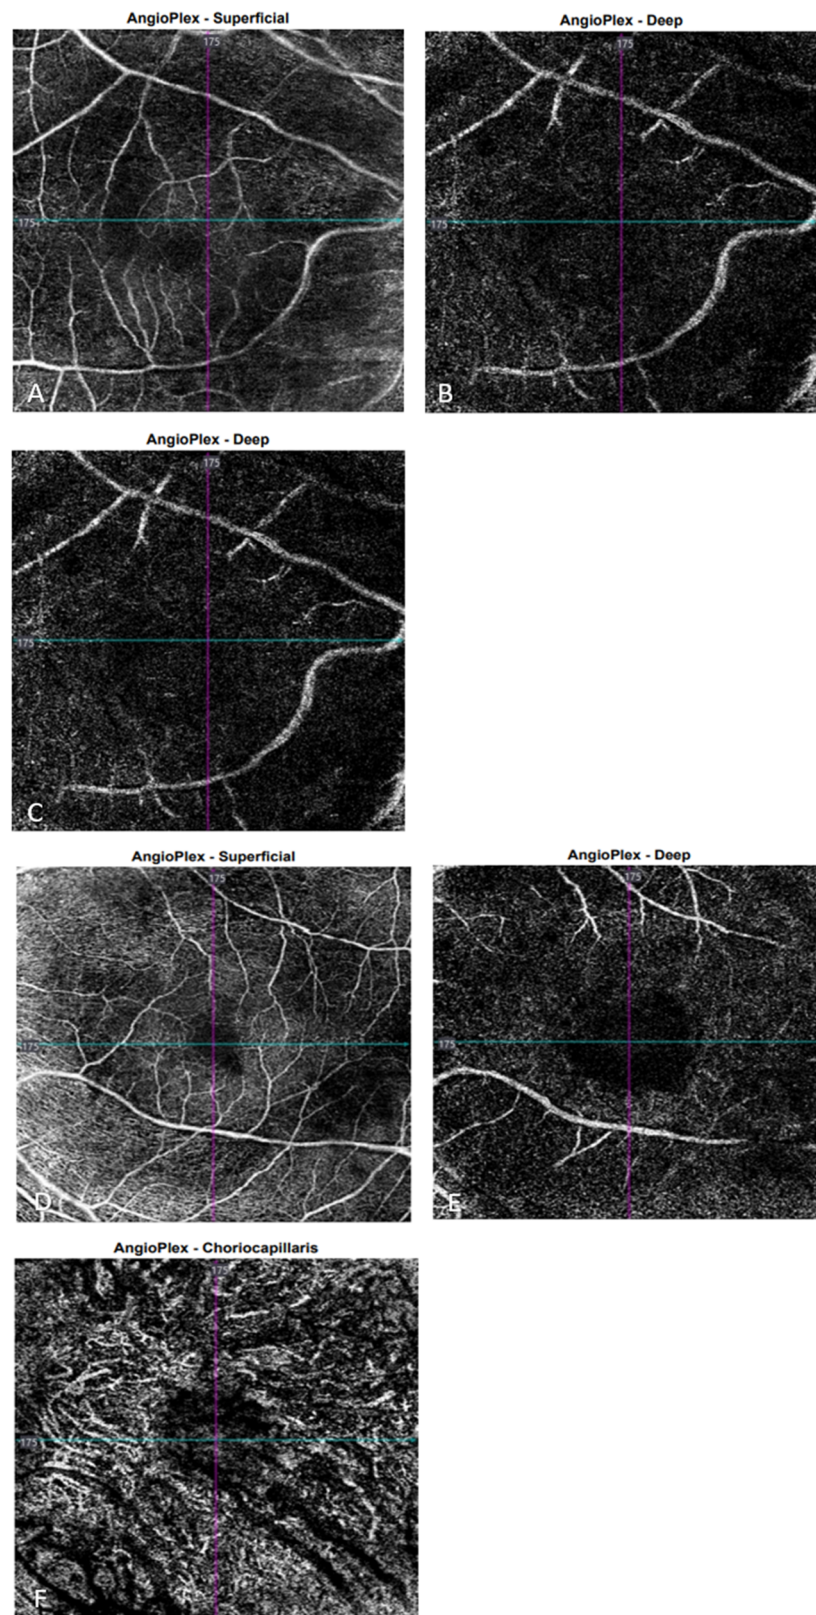 AngioPlex - Superficial
AngioPlex - Deep
175
175
175
175
A
B
AngioPlex - Deep
175
175
C
AngioPlex - Superficial
AngioPlex - Deep
175
175
175
175
D
E
AngioPlex - Choriocapillaris
175
175
F